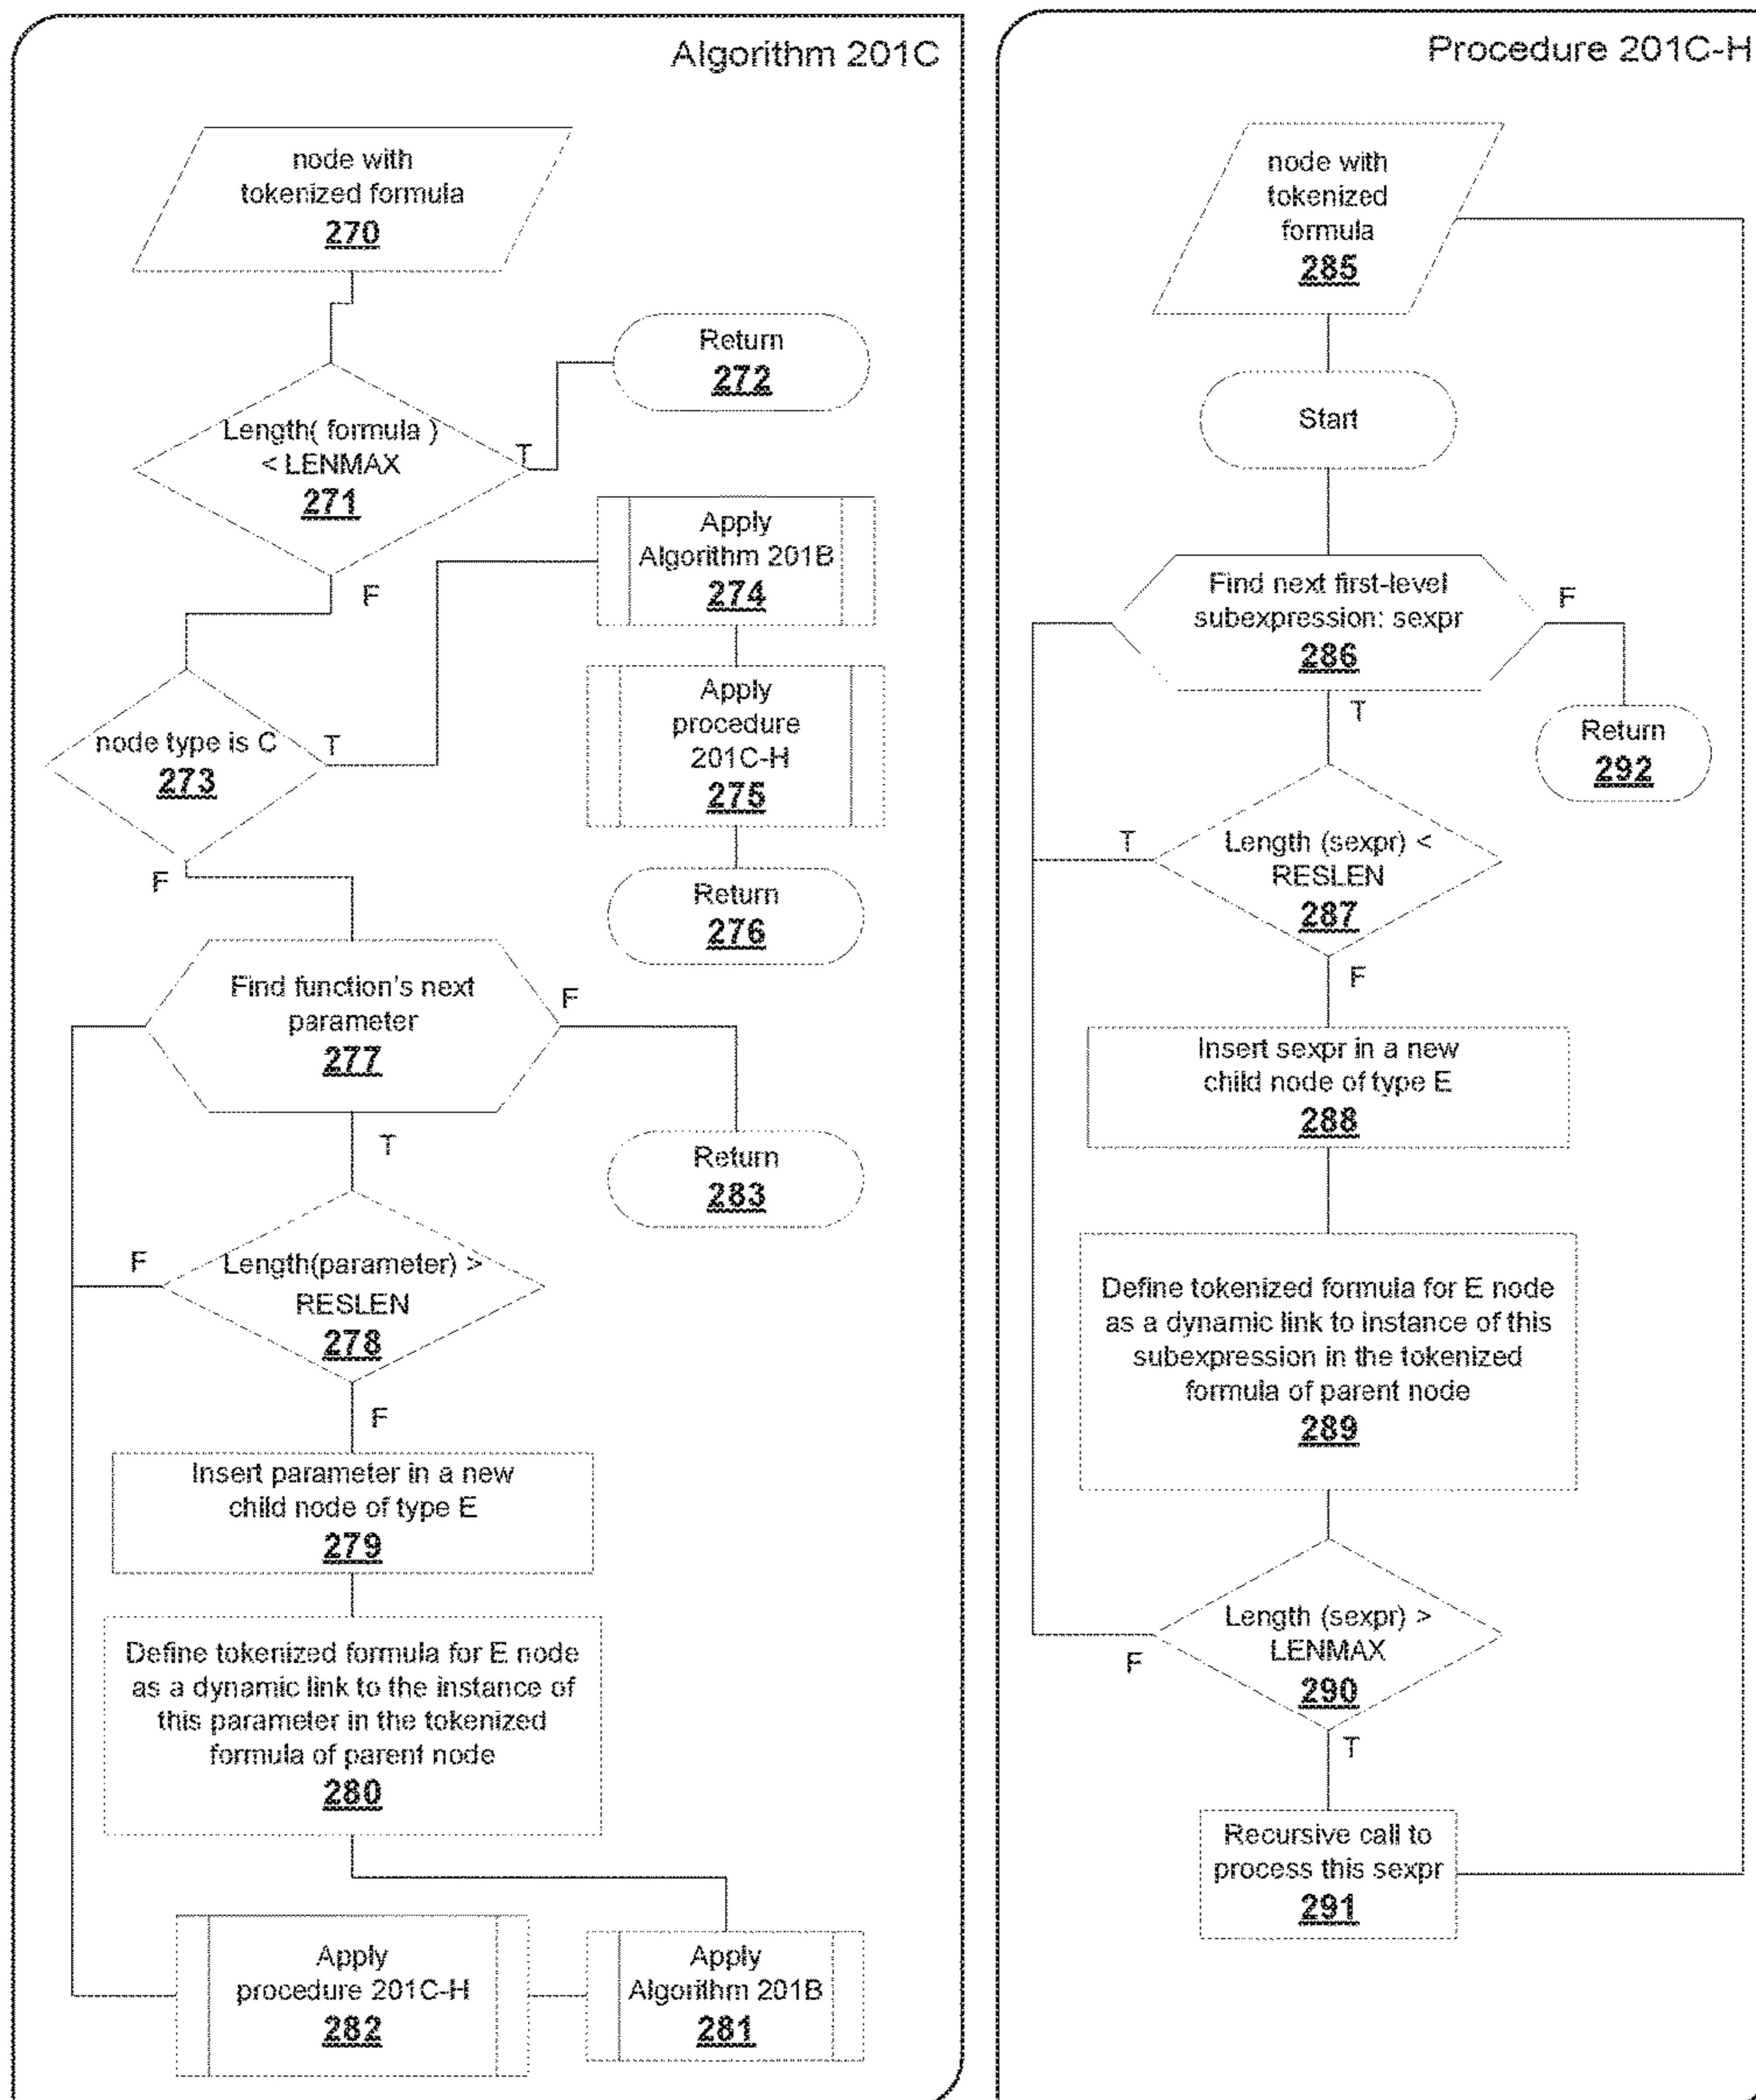 Algorithm 201C
node with
tokenized formula
270
Length( formula )
< LENMAX
271
T
F
Return
272
node type is C
273
T
F
Apply
Algorithm 201B
274
Apply
procedure
201C-H
275
Return
276
Find function's next
parameter
277
F
T
Return
283
Length(parameter) >
RESLEN
278
F
F
Insert parameter in a new
child node of type E
279
Define tokenized formula for E node
as a dynamic link to the instance of
this parameter in the tokenized
formula of parent node
280
Apply
procedure 201C-H
282
Apply
Algorithm 201B
281
Procedure 201C-H
node with
tokenized
formula
285
Start
Find next first-level
subexpression: sexpr
286
F
T
Return
292
Length (sexpr) <
RESLEN
287
T
F
Insert sexpr in a new
child node of type E
288
Define tokenized formula for E node
as a dynamic link to instance of this
subexpression in the tokenized
formula of parent node
289
Length (sexpr) >
LENMAX
290
F
T
Recursive call to
process this sexpr
291